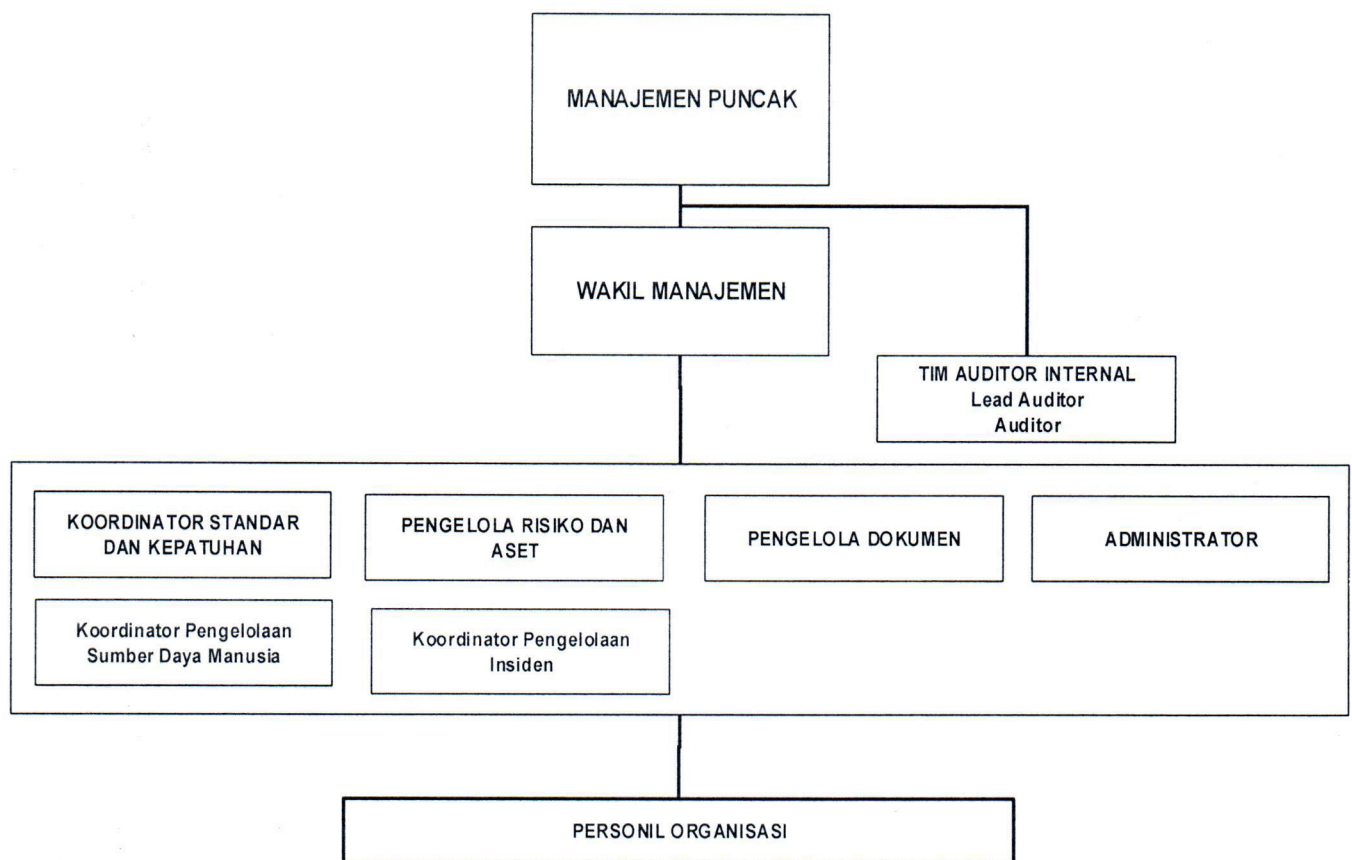 MANAJEMEN PUNCAK
WAKIL MANAJEMEN
TIM AUDITOR INTERNAL
Lead Auditor
Auditor
KOORDINATOR STANDAR
DAN KEPATUHAN
PENGELOLA RISIKO DAN
ASET
PENGELOLA DOKUMEN
ADMINISTRATOR
Koordinator Pengelolaan
Sumber Daya Manusia
Koordinator Pengelolaan
Insiden
PERSONIL ORGANISASI